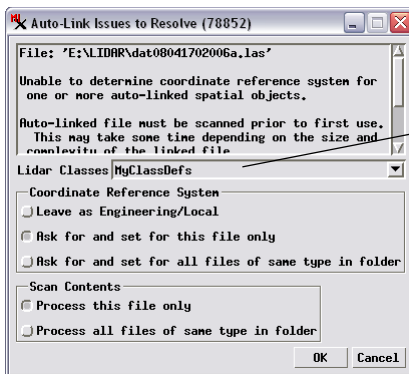 Auto-Link Issues to Resolve (78852)
File: 'E:\LIDAR\dat08041702006a.las'
Unable to determine coordinate reference system for
one or more auto-linked spatial objects.
Auto-linked file must be scanned prior to first use.
This may take some time depending on the size and
complexity of the linked file
Lidar Classes MyClassDefs
Coordinate Reference System
Leave as Engineering/Local
Ask for and set for this file only
Ask for and set for all files of same type in folder
Scan Contents
Process this file only
Process all files of same type in folder
OK Cancel